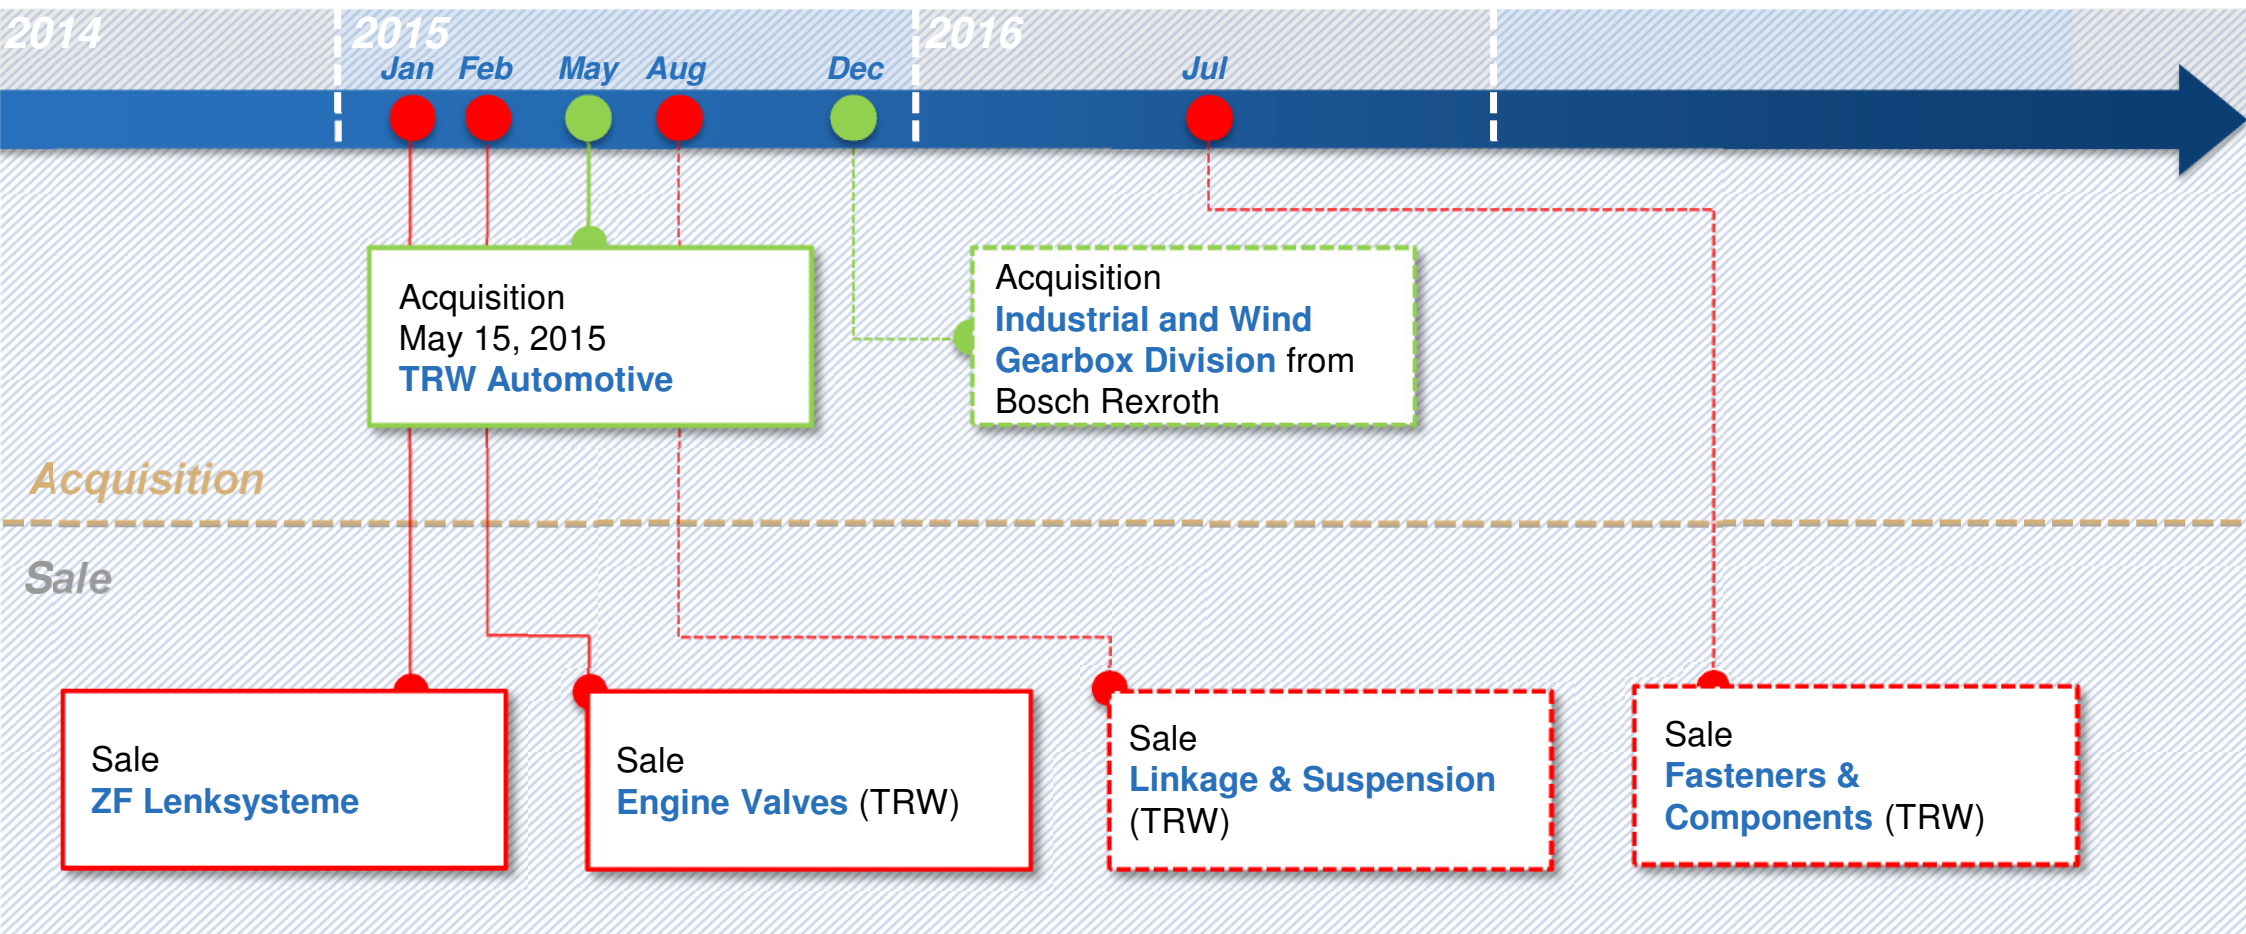 2014
2015
2016
Jan
Feb
May
Aug
Dec
Jul
Acquisition
May 15, 2015
TRW Automotive
Acquisition
Industrial and Wind
Gearbox Division from
Bosch Rexroth
Acquisition
Sale
Sale
ZF Lenksysteme
Sale
Engine Valves (TRW)
Sale
Linkage & Suspension
(TRW)
Sale
Fasteners &
Components (TRW)